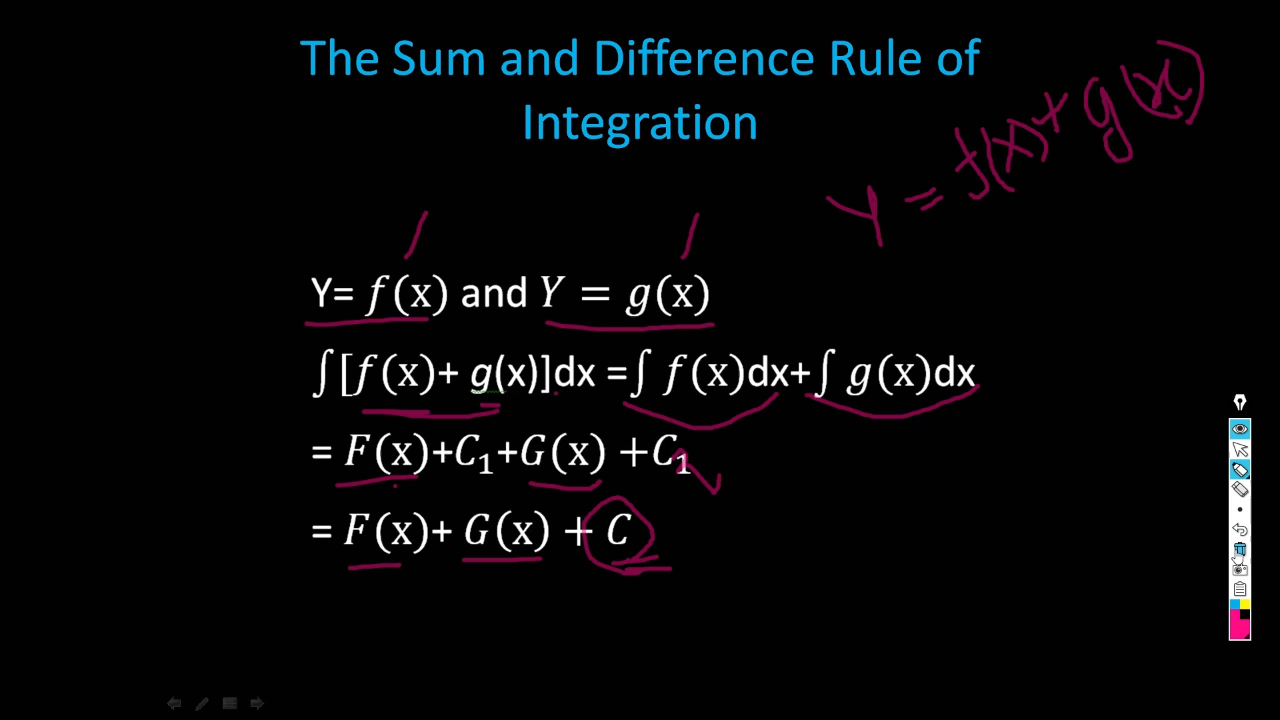 The Sum and Difference Rule of
Integration
Y = f(x) + g(x)
Y= f(x) and Y = g(x)
∫[f(x)+ g(x)]dx =∫ f(x)dx+∫ g(x)dx
= F(x)+C₁+G(x) +C₁
= F(x)+ G(x) + C